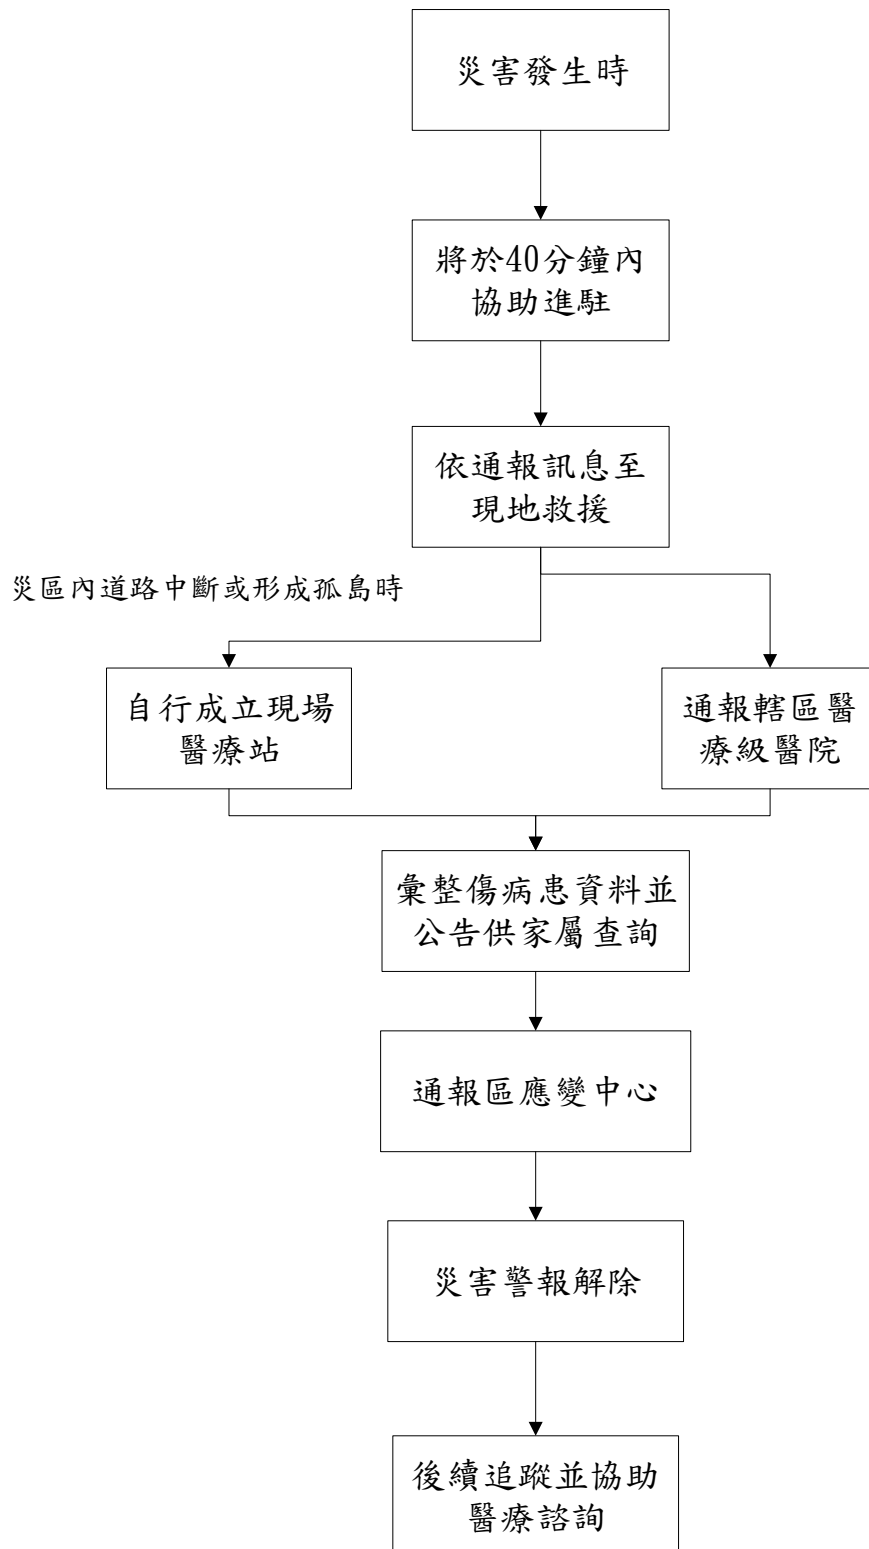 災害發生時
將於40分鐘內
協助進駐
依通報訊息至
現地救援
災區內道路中斷或形成孤島時
自行成立現場
醫療站
通報轄區醫
療級醫院
彙整傷病患資料並
公告供家屬查詢
通報區應變中心
災害警報解除
後續追蹤並協助
醫療諮詢